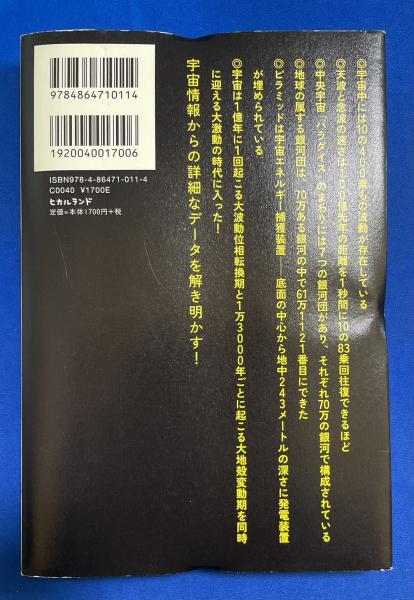 9784864710114
1920040017006
ISBN978-4-86471-011-4
C0040 ¥1700E
ヒカルランド
定価=本体1700円+税
◎宇宙中には10の40乗の波動が存在している
◎天波と念波の速さは、100億光年の距離を1秒間に10の83乗回往復できるほど
◎中央宇宙《パラダイス》のまわりには7つの銀河団があり、それぞれ70万の銀河で構成されている
◎地球の属する銀河団は、70万ある銀河の中で61万1121番目にできた
◎ピラミッドは宇宙エネルギー捕獲装置――底面の中心から地中243メートルの深さに発電装置
が埋められている
◎宇宙は1億年に1回起こる大波動位相転換期と1万3000年ごとに起こる大地殻変動期を同時
に迎える大激動の時代に入った!
宇宙情報からの詳細なデータを解き明かす!